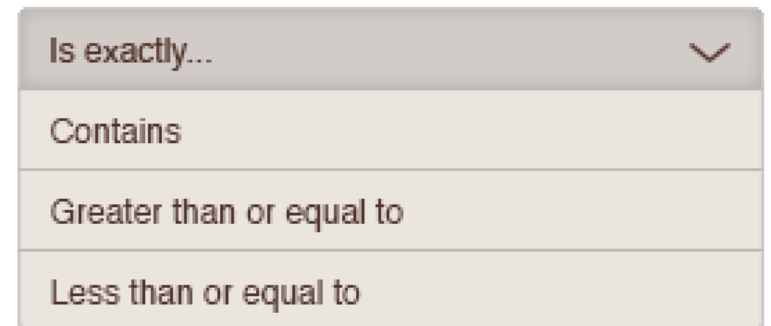 Is exactly...
Contains
Greater than or equal to
Less than or equal to